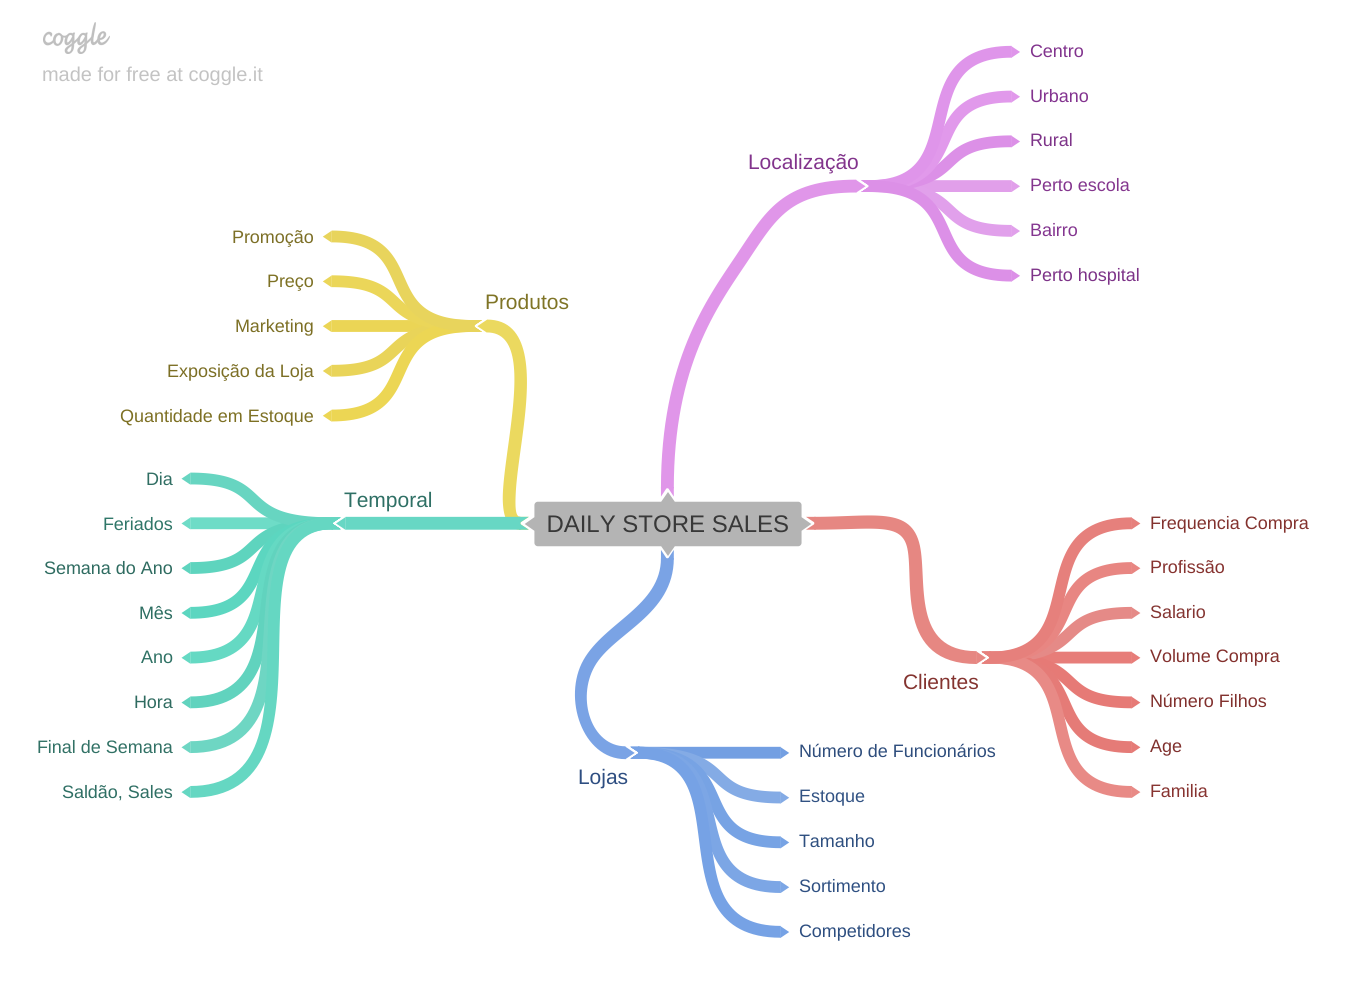 coggle
made for free at coggle.it
Localização
Centro
Urbano
Rural
Perto escola
Bairro
Perto hospital
Produtos
Promoção
Preço
Marketing
Exposição da Loja
Quantidade em Estoque
Temporal
Dia
Feriados
Semana do Ano
Mês
Ano
Hora
Final de Semana
Saldão, Sales
DAILY STORE SALES
Clientes
Frequencia Compra
Profissão
Salario
Volume Compra
Número Filhos
Age
Familia
Lojas
Número de Funcionários
Estoque
Tamanho
Sortimento
Competidores